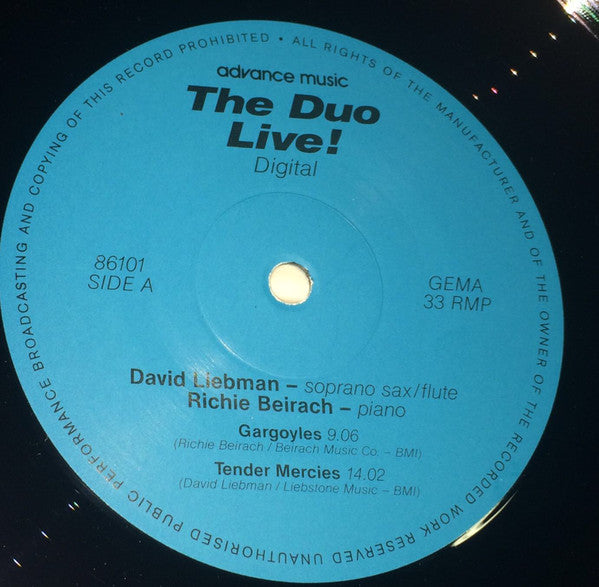 ALL RIGHTS OF THE MANUFACTURER AND OF THE OWNER OF THE RECORDED WORK RESERVED UNAUTHORISED PUBLIC PERFORMANCE BROADCASTING AND COPYING OF THIS RECORD PROHIBITED •
advance music
The Duo
Live!
Digital
86101
SIDE A
GEMA
33 RMP
David Liebman – soprano sax/flute
Richie Beirach – piano
Gargoyles 9.06
(Richie Beirach / Beirach Music Co. – BMI)
Tender Mercies 14.02
(David Liebman / Liebstone Music – BMI)